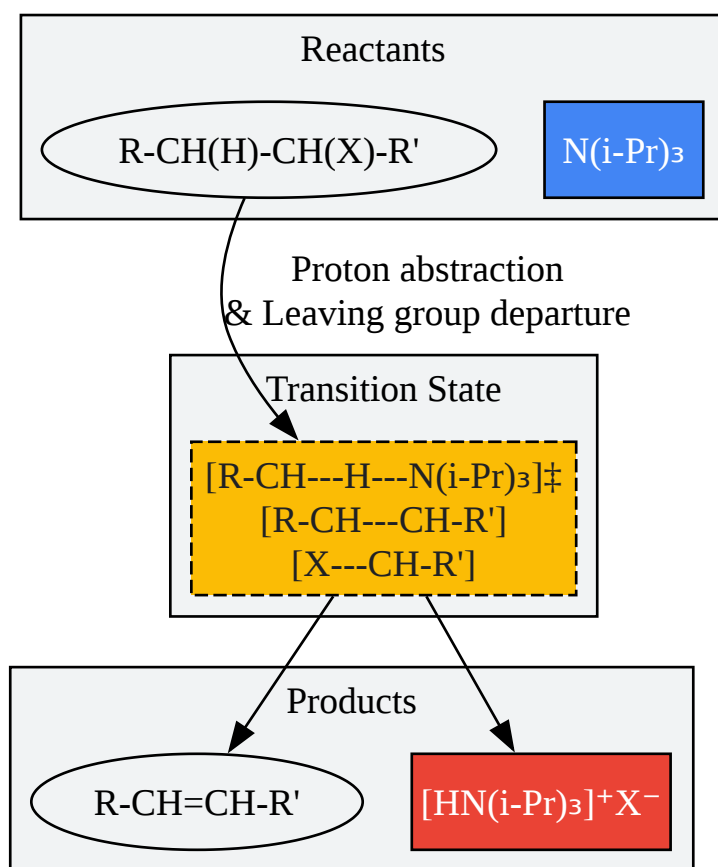 Reactants
R-CH(H)-CH(X)-R'
N(i-Pr)₃
Proton abstraction
& Leaving group departure
Transition State
[R-CH---H---N(i-Pr)₃]‡
[R-CH---CH-R']
[X---CH-R']
Products
R-CH=CH-R'
[HN(i-Pr)₃]⁺X⁻